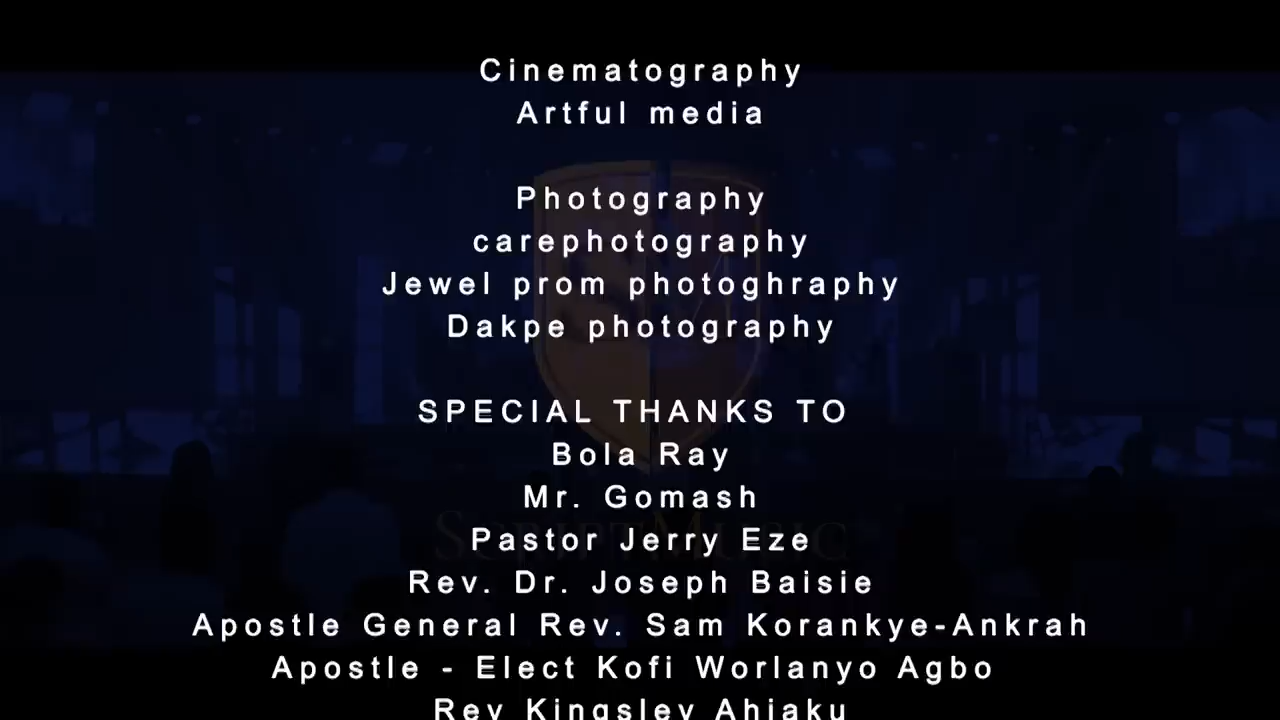 Cinematography
Artful media
Photography
carephotography
Jewel prom photoghraphy
Dakpe photography
SPECIAL THANKS TO
Bola Ray
Mr. Gomash
Pastor Jerry Eze
Rev. Dr. Joseph Baisie
Apostle General Rev. Sam Korankye-Ankrah
Apostle - Elect Kofi Worlanyo Agbo
Rev Kingsley Ahiaku